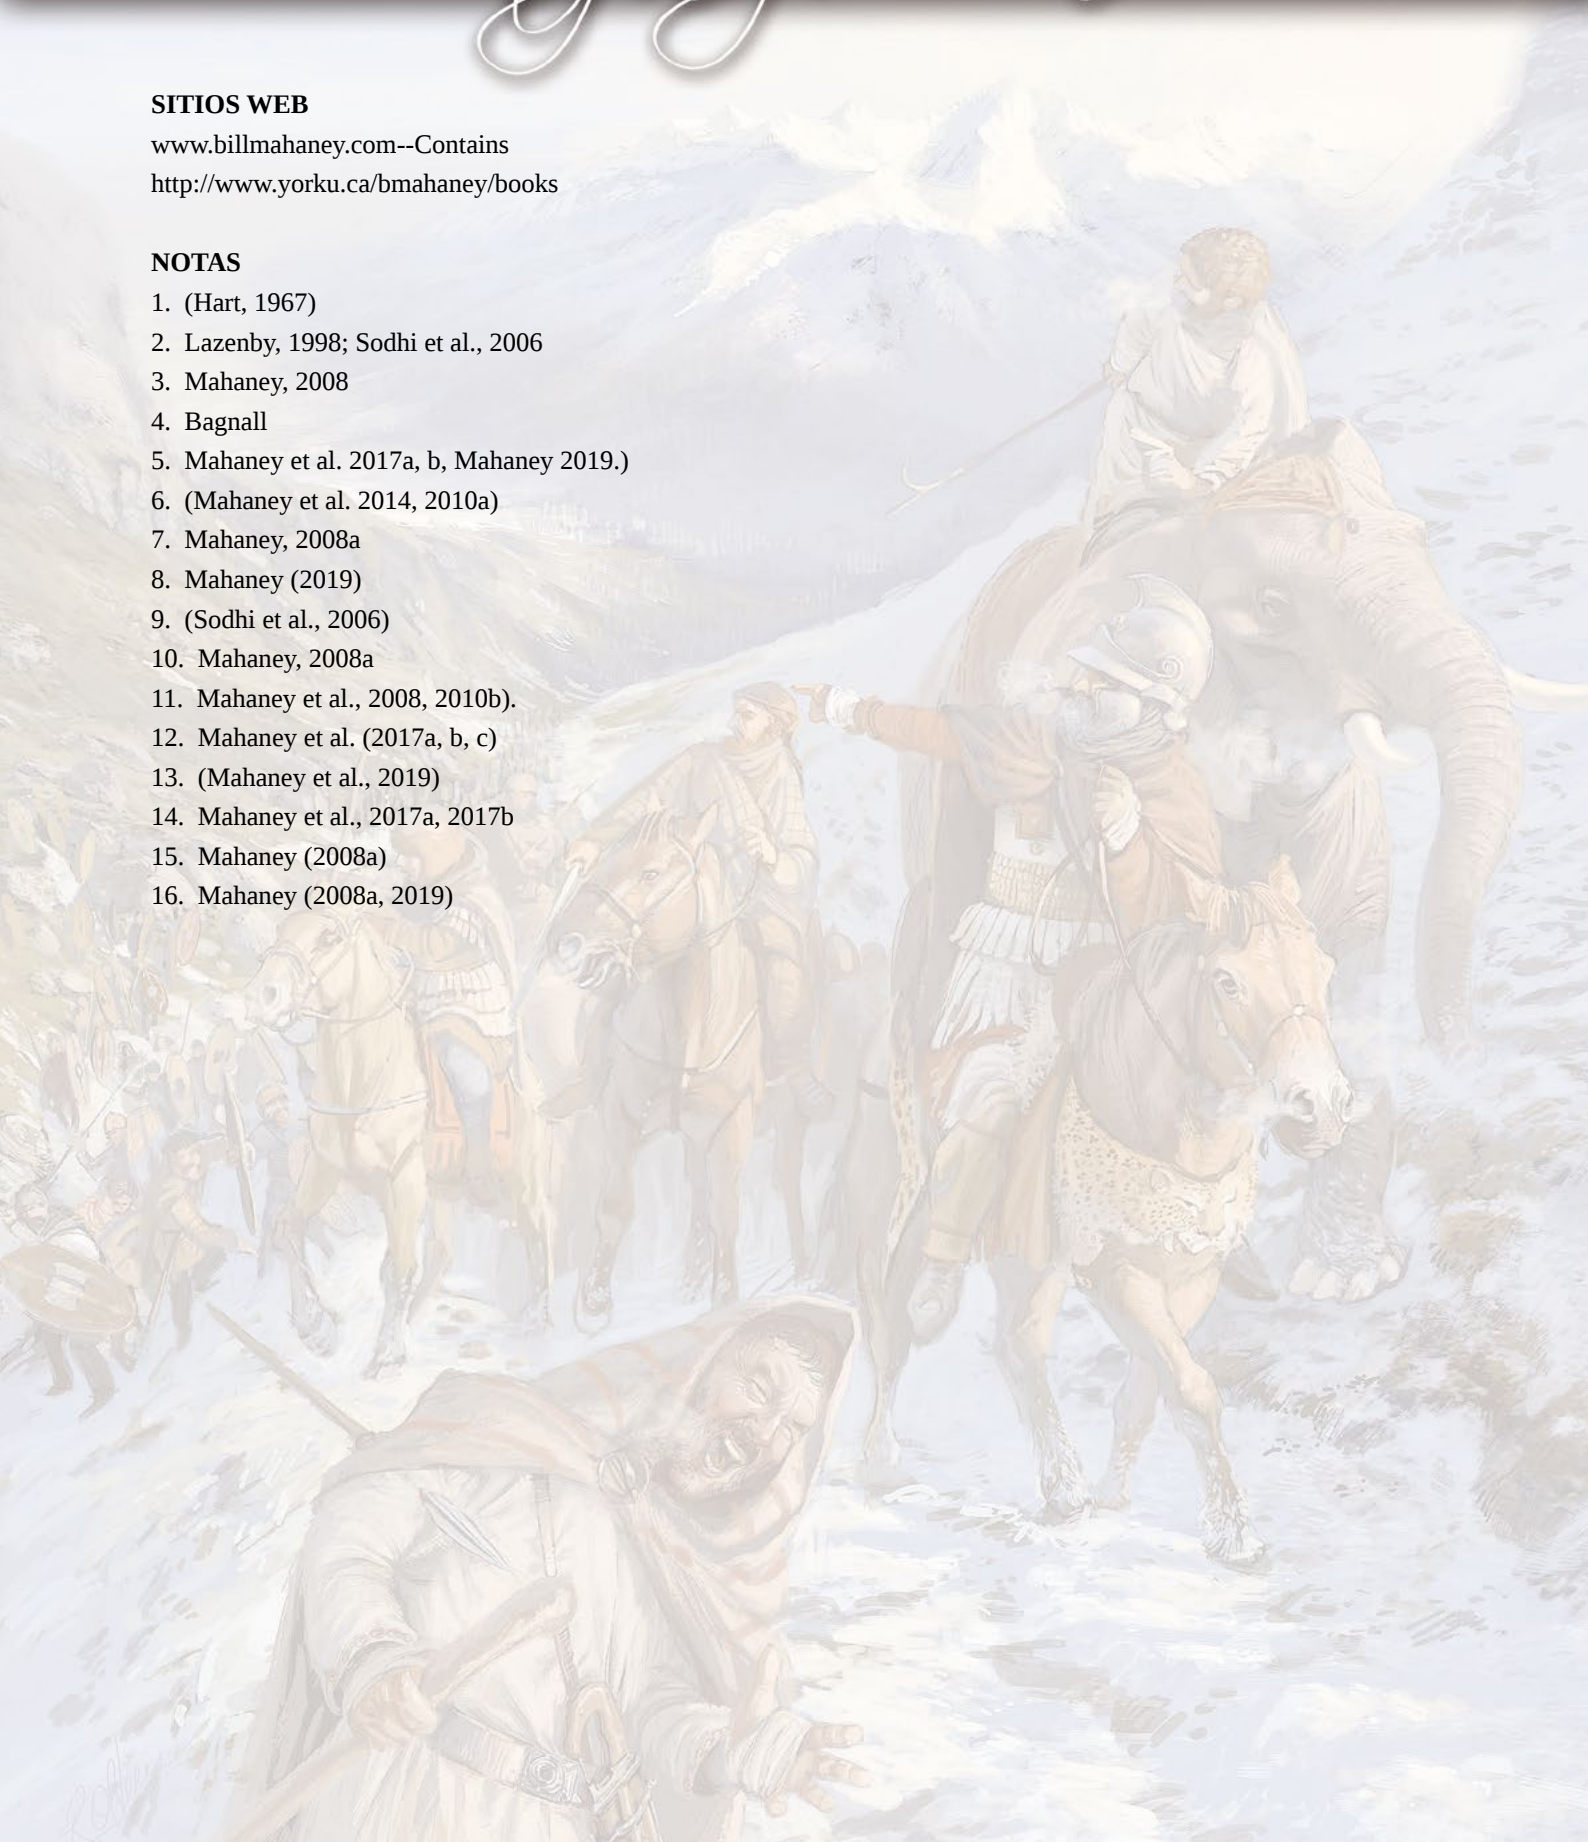 SITIOS WEB
www.billmahaney.com--Contains
http://www.yorku.ca/bmahaney/books
NOTAS
1. (Hart, 1967)
2. Lazenby, 1998; Sodhi et al., 2006
3. Mahaney, 2008
4. Bagnall
5. Mahaney et al. 2017a, b, Mahaney 2019.)
6. (Mahaney et al. 2014, 2010a)
7. Mahaney, 2008a
8. Mahaney (2019)
9. (Sodhi et al., 2006)
10. Mahaney, 2008a
11. Mahaney et al., 2008, 2010b).
12. Mahaney et al. (2017a, b, c)
13. (Mahaney et al., 2019)
14. Mahaney et al., 2017a, 2017b
15. Mahaney (2008a)
16. Mahaney (2008a, 2019)